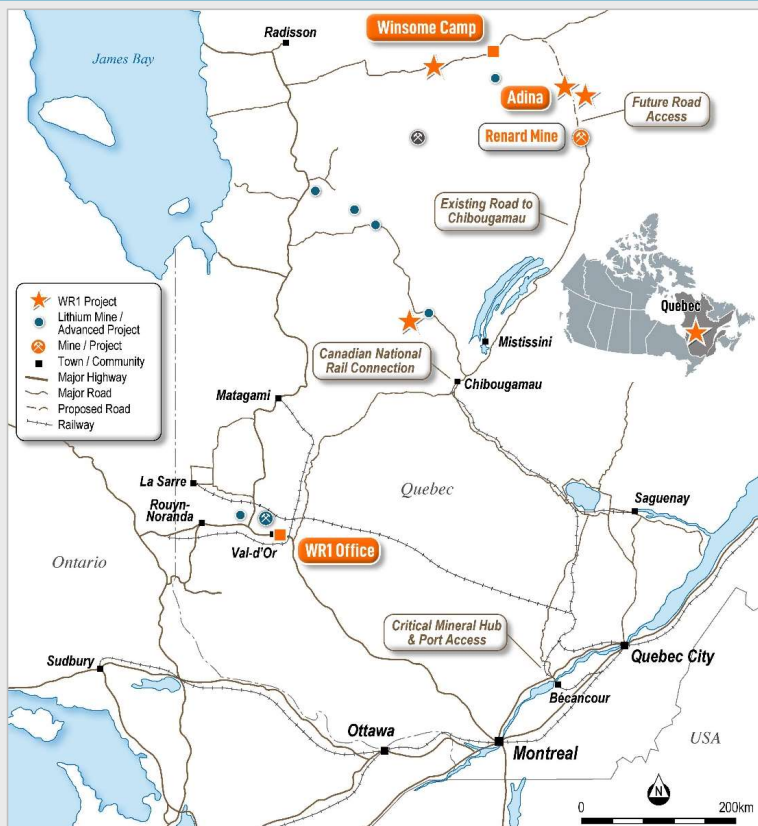 Winsome Camp
Radisson
James Bay
Adina
Future Road
Access
Renard Mine
Existing Road to
Chibougamau
Quebec
WR1 Project
Lithium Mine /
Advanced Project
Mine / Project
Town / Community
Major Highway
Major Road
Proposed Road
Railway
Mistissini
Canadian National
Rail Connection
Chibougamau
Matagami
La Sarre
Quebec
Rouyn-
Noranda
Saguenay
Val-d'Or
WR1 Office
Ontario
Critical Mineral Hub
& Port Access
Sudbury
Quebec City
Bécancour
Ottawa
USA
Montreal
N
0 200km